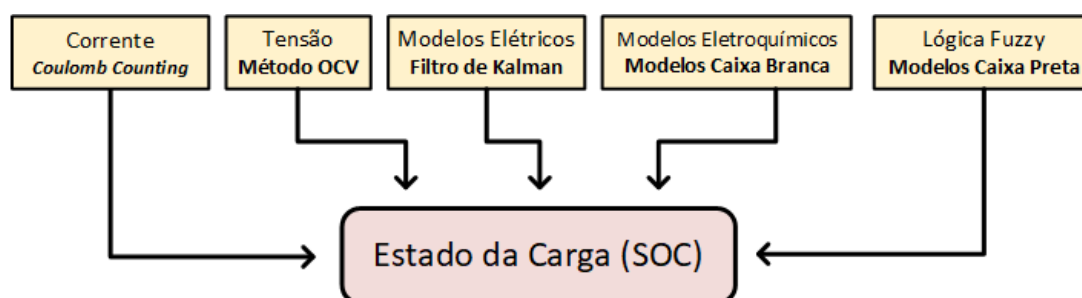 Corrente
Coulomb Counting
Tensão
Método OCV
Modelos Elétricos
Filtro de Kalman
Modelos Eletroquímicos
Modelos Caixa Branca
Lógica Fuzzy
Modelos Caixa Preta
Estado da Carga (SOC)